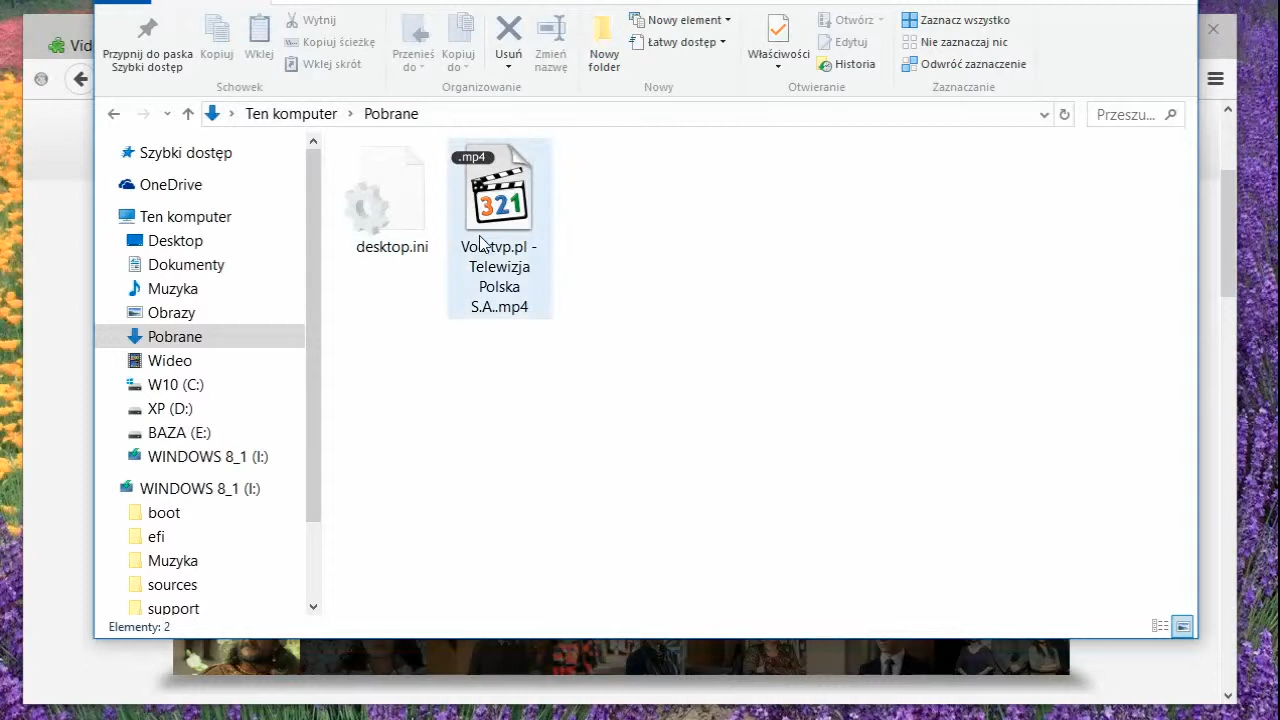 Vid
Wytnij
Kopiuj ścieżkę
Wklej skrót
Przypnij do paska
Szybki dostęp
Kopiuj
Wklej
Schowek
Przenieś
do
Kopiuj
do
Usuń
Zmień
nazwę
Organizowanie
Nowy
folder
Nowy element
Łatwy dostęp
Nowy
Właściwości
Otwórz
Edytuj
Historia
Otwieranie
Zaznacz wszystko
Nie zaznaczaj nic
Odwróć zaznaczenie
Zaznaczanie
Ten komputer > Pobrane
Przeszu...
Szybki dostęp
OneDrive
Ten komputer
Desktop
Dokumenty
Muzyka
Obrazy
Pobrane
Wideo
W10 (C:)
XP (D:)
BAZA (E:)
WINDOWS 8_1 (I:)
WINDOWS 8_1 (I:)
boot
efi
Muzyka
sources
support
desktop.ini
.mp4
321
tvp.pl -
Telewizja
Polska
S.A..mp4
Elementy: 2